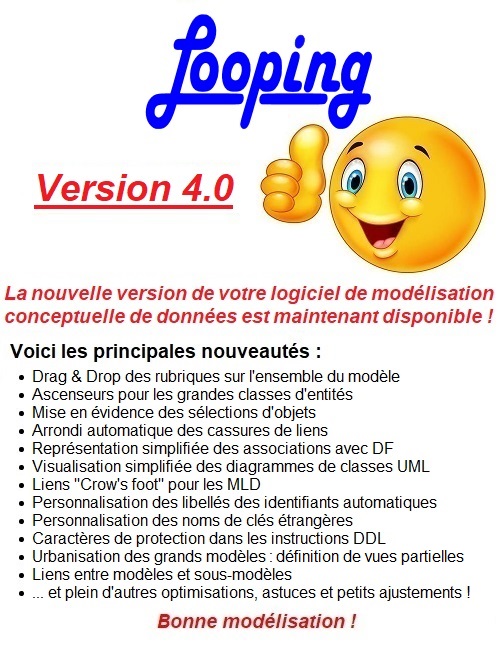 Looping
Version 4.0
La nouvelle version de votre logiciel de modélisation
conceptuelle de données est maintenant disponible !
Voici les principales nouveautés :
• Drag & Drop des rubriques sur l'ensemble du modèle
• Ascenseurs pour les grandes classes d'entités
• Mise en évidence des sélections d'objets
• Arrondi automatique des cassures de liens
• Représentation simplifiée des associations avec DF
• Visualisation simplifiée des diagrammes de classes UML
• Liens "Crow's foot" pour les MLD
• Personnalisation des libellés des identifiants automatiques
• Personnalisation des noms de clés étrangères
• Caractères de protection dans les instructions DDL
• Urbanisation des grands modèles : définition de vues partielles
• Liens entre modèles et sous-modèles
• ... et plein d'autres optimisations, astuces et petits ajustements !
Bonne modélisation !